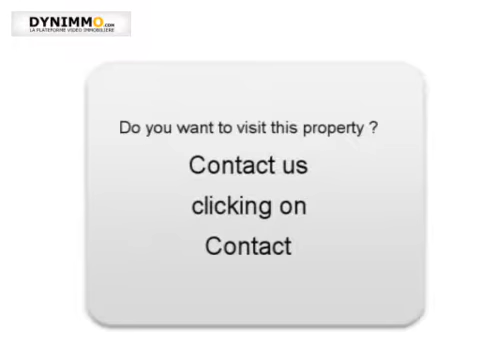 DYNIMMO.com
LA PLATEFORME VIDEO IMMOBILIERE
Do you want to visit this property ?
Contact us
clicking on
Contact